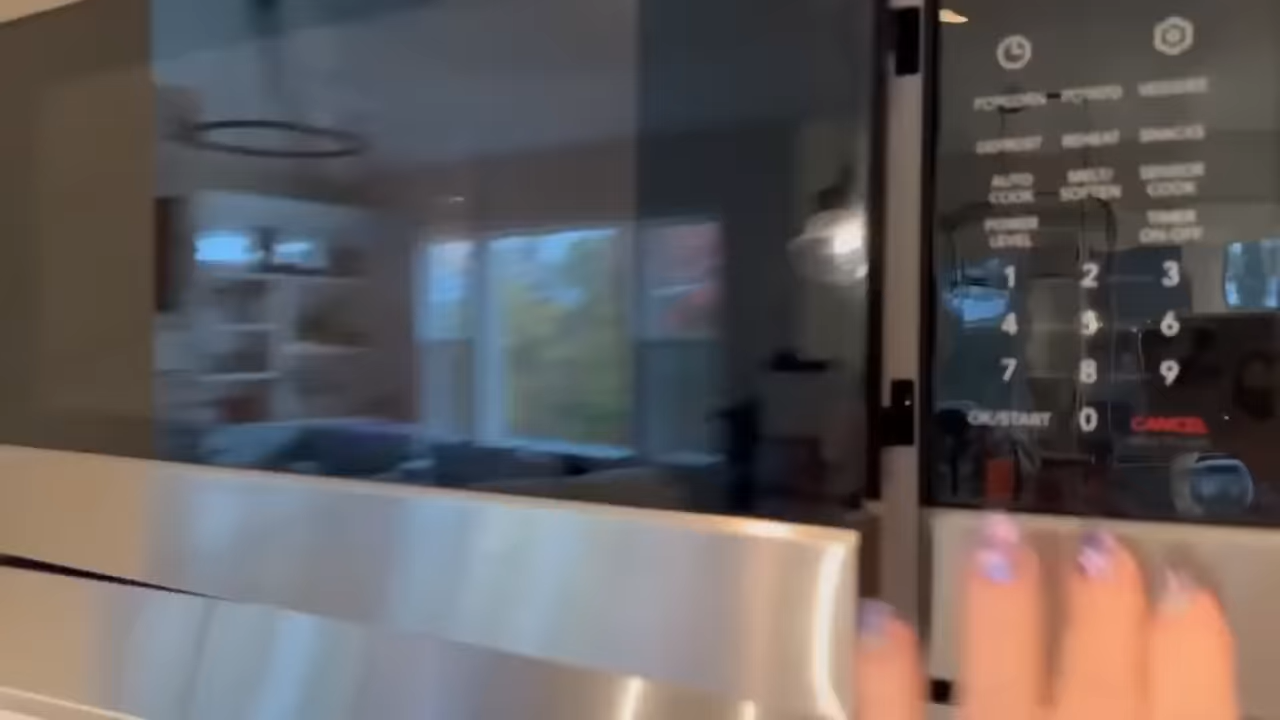 POPCORN POTATO
DEFROST REHEAT SNACKS
AUTO COOK MELT/ SOFTEN SENSOR COOK
POWER LEVEL TIMER ON/OFF
1 2 3
4 5 6
7 8 9
OK/START 0 CANCEL